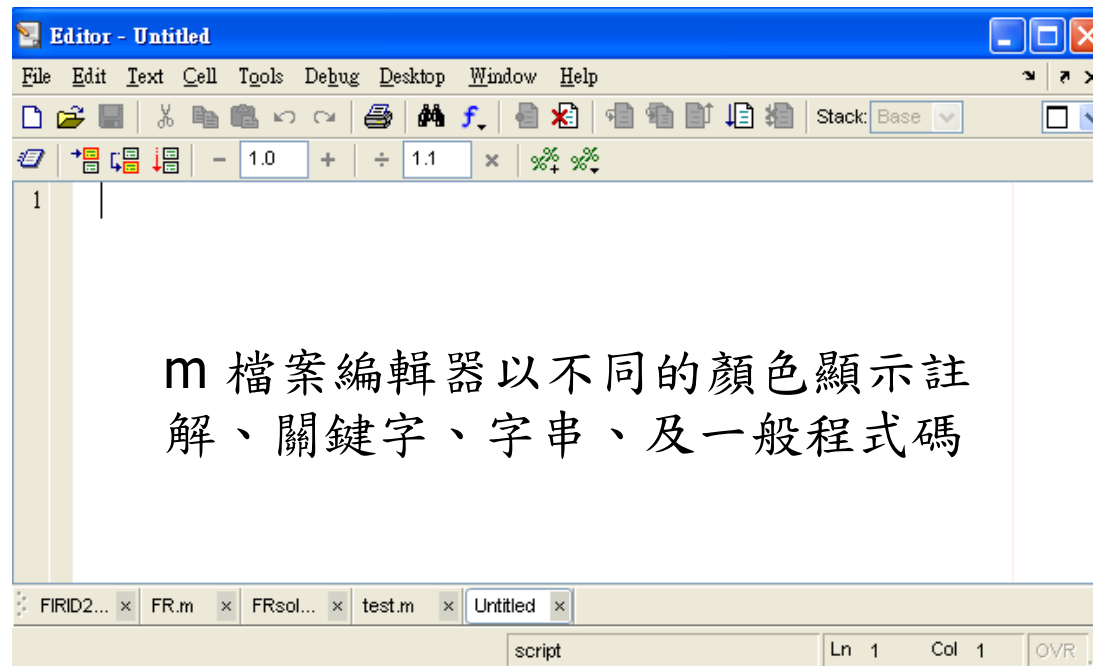 Editor - Untitled
File Edit Text Cell Tools Debug Desktop Window Help
Stack: Base
1.0 1.1
1
m 檔案編輯器以不同的顏色顯示註
解、關鍵字、字串、及一般程式碼
FIRID2... FR.m FRsol... test.m Untitled
script Ln 1 Col 1 OVR